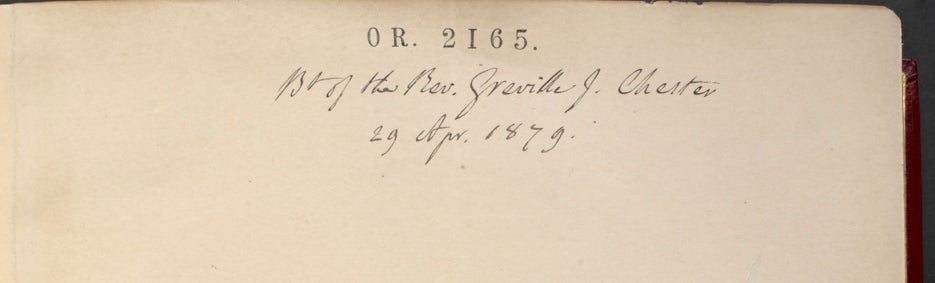 OR. 2165.
Bt of the Rev. Greville J. Chester
29 Apr. 1879.